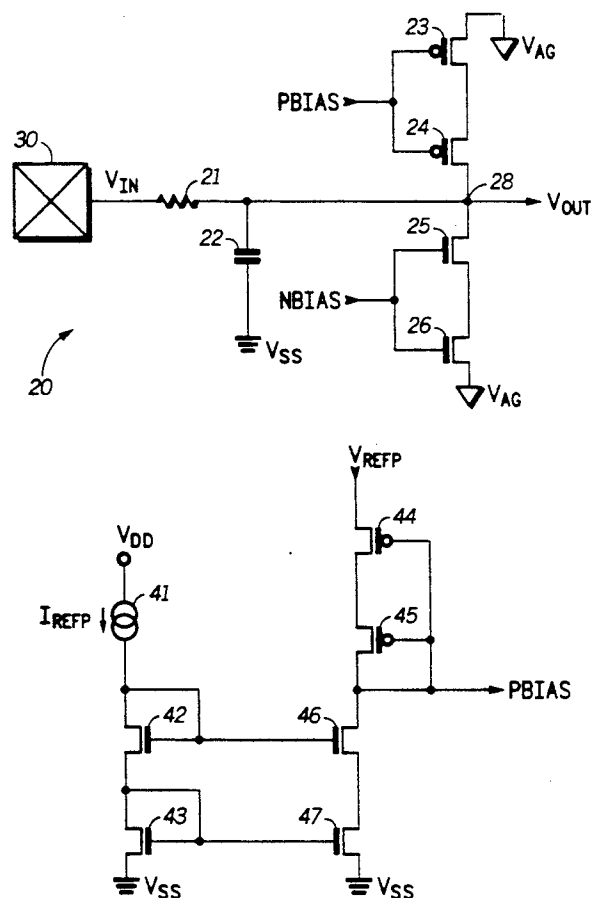 23
V_AG
PBIAS
24
30
V_IN
21
28
V_OUT
22
25
NBIAS
26
V_SS
20
V_AG
V_REFP
44
V_DD
41
I_REFP
45
PBIAS
42
46
43
47
V_SS
V_SS